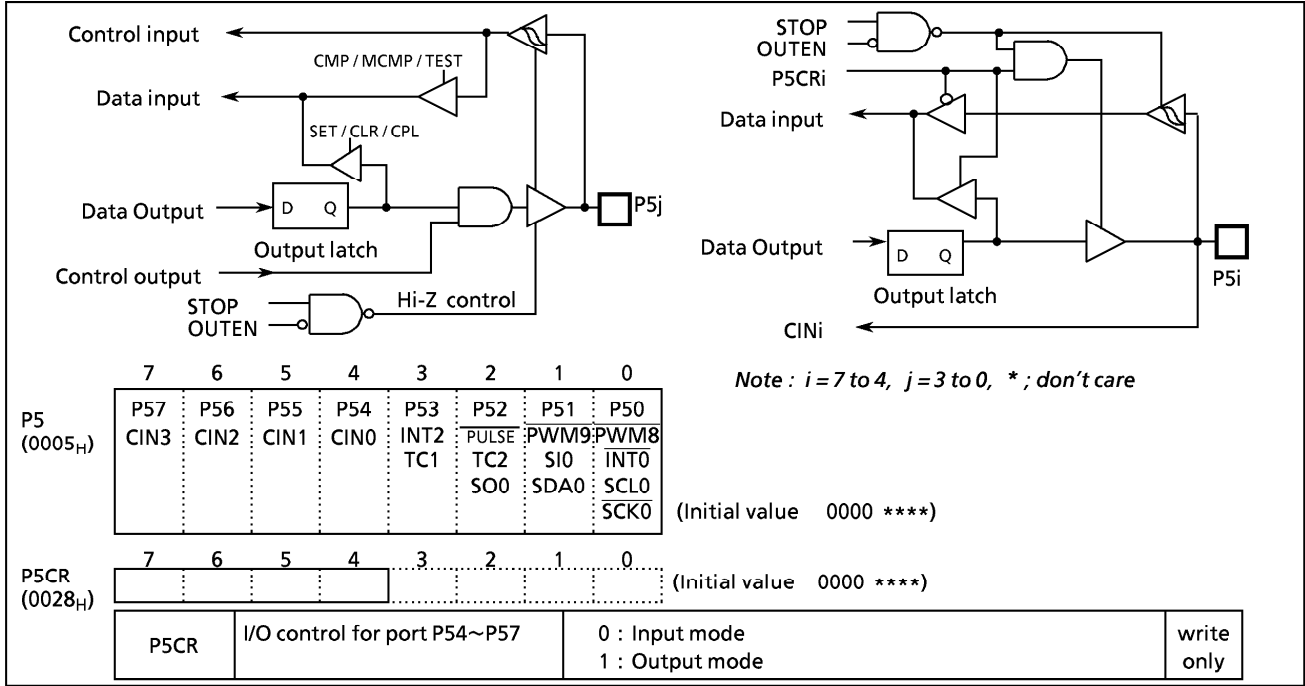 Control input
CMP / MCMP / TEST
Data input
SET / CLR / CPL
Data Output
D Q
Output latch
P5j
Control output
STOP
OUTEN
Hi-Z control
STOP
OUTEN
P5CRi
Data input
Data Output
D Q
Output latch
P5i
CINi
Note : i = 7 to 4, j = 3 to 0, * ; don't care
7 6 5 4 3 2 1 0
P5
(0005H)
P57 P56 P55 P54 P53 P52 P51 P50
CIN3 CIN2 CIN1 CIN0 INT2 PULSE PWM9 PWM8
TC1 TC2 SI0 INT0
SO0 SDA0 SCL0
SCK0
(Initial value 0000 ****)
7 6 5 4 3 2 1 0
P5CR
(0028H)
(Initial value 0000 ****)
P5CR I/O control for port P54~P57 0 : Input mode write
1 : Output mode only